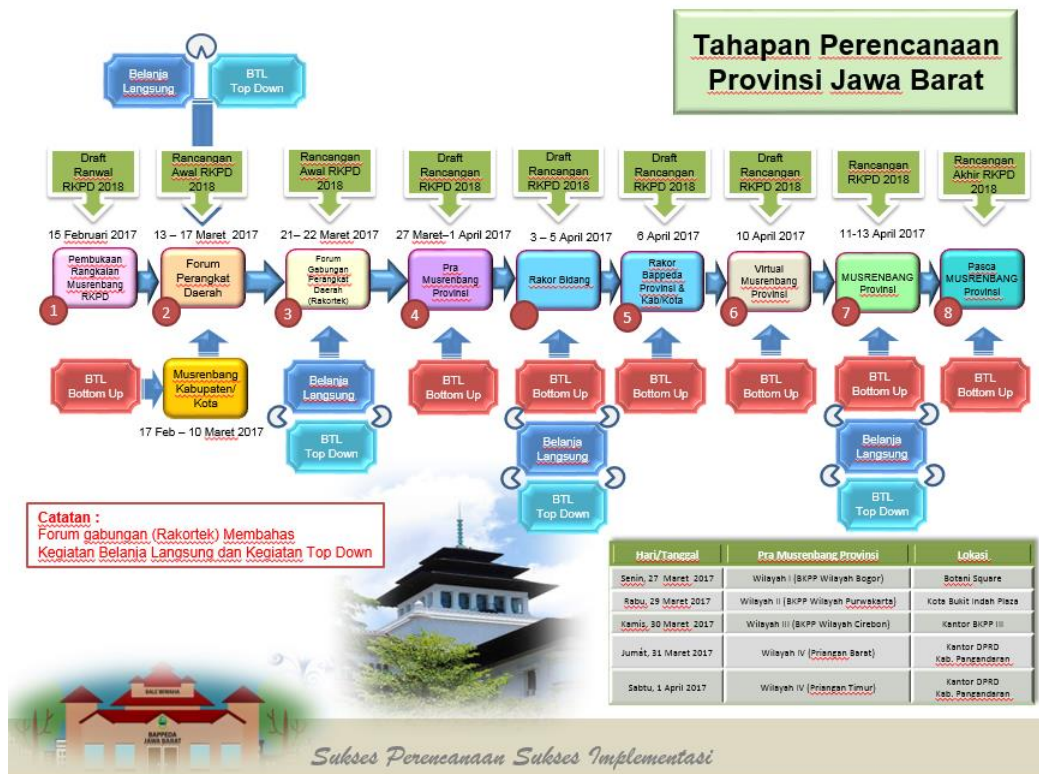 Tahapan Perencanaan
Provinsi Jawa Barat
Belanja
Langsung
BTL
Top Down
Draft
Ranwal
RKPD 2018
Rancangan
Awal RKPD
2018
Rancangan
Awal RKPD
2018
Draft
Rancangan
RKPD 2018
Draft
Rancangan
RKPD 2018
Draft
Rancangan
RKPD 2018
Draft
Rancangan
RKPD 2018
Rancangan
RKPD 2018
Rancangan
Akhir RKPD
2018
15 Februari 2017
13 – 17 Maret 2017
21– 22 Maret 2017
27 Maret–1 April 2017
3 – 5 April 2017
6 April 2017
10 April 2017
11-13 April 2017
Pembukaan
Rangkaian
Musrenbang
RKPD
1
Forum
Perangkat
Daerah
2
Forum
Gabungan
Perangkat
Daerah
(Rakortek)
3
Pra
Musrenbang
Provinsi
4
Rakor Bidang
Rakor
Bappeda
Provinsi &
Kab/Kota
5
Virtual
Musrenbang
Provinsi
6
MUSRENBANG
Provinsi
7
Pasca
MUSRENBANG
Provinsi
8
BTL
Bottom Up
Musrenbang
Kabupaten/
Kota
17 Feb – 10 Maret 2017
Belanja
Langsung
BTL
Top Down
BTL
Bottom Up
BTL
Bottom Up
Belanja
Langsung
BTL
Top Down
BTL
Bottom Up
BTL
Bottom Up
BTL
Bottom Up
Belanja
Langsung
BTL
Top Down
BTL
Bottom Up
Catatan :
Forum gabungan (Rakortek) Membahas
Kegiatan Belanja Langsung dan Kegiatan Top Down
Hari/Tanggal Pra Musrenbang Provinsi Lokasi
Senin, 27 Maret 2017 Wilayah I (BKPP Wilayah Bogor) Botani Square
Rabu, 29 Maret 2017 Wilayah II (BKPP Wilayah Purwakarta) Kota Bukit Indah Plaza
Kamis, 30 Maret 2017 Wilayah III (BKPP Wilayah Cirebon) Kantor BKPP III
Jumát, 31 Maret 2017 Wilayah IV (Priangan Barat) Kantor DPRD
Kab. Pangandaran
Sabtu, 1 April 2017 Wilayah IV (Priangan Timur) Kantor DPRD
Kab. Pangandaran
BALE WIWAHA
BAPPEDA
JAWA BARAT
Sukses Perencanaan Sukses Implementasi